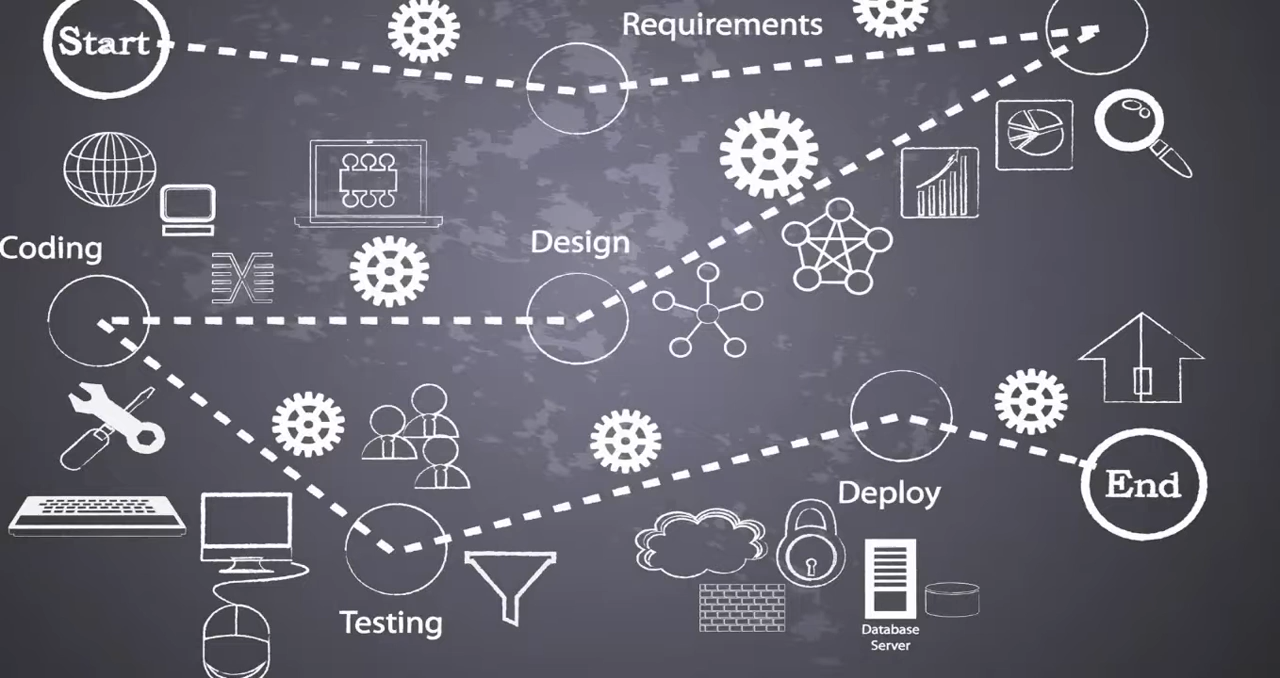 Start
Requirements
Coding
Design
Testing
Deploy
End
Database
Server